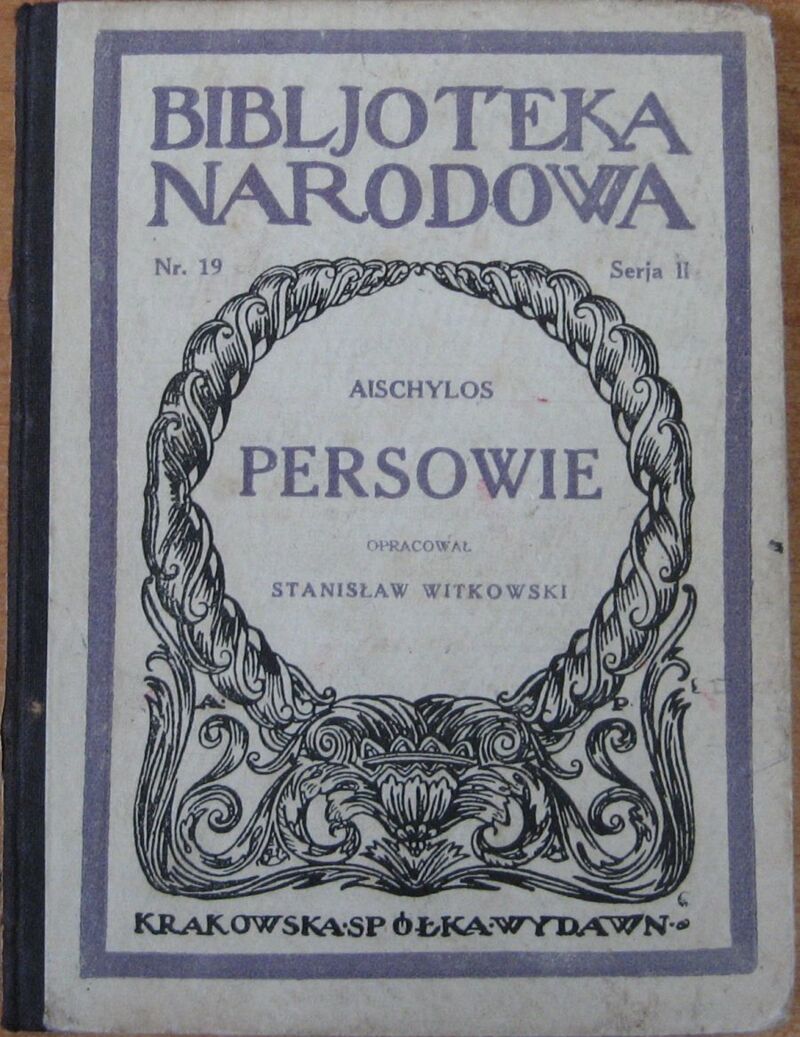 BIBLJOTEKA
NARODOWA
Nr. 19 Serja II
AISCHYLOS
PERSOWIE
OPRACOWAŁ
STANISŁAW WITKOWSKI
A. P.
KRAKOWSKA·SPÓŁKA·WYDAWN·